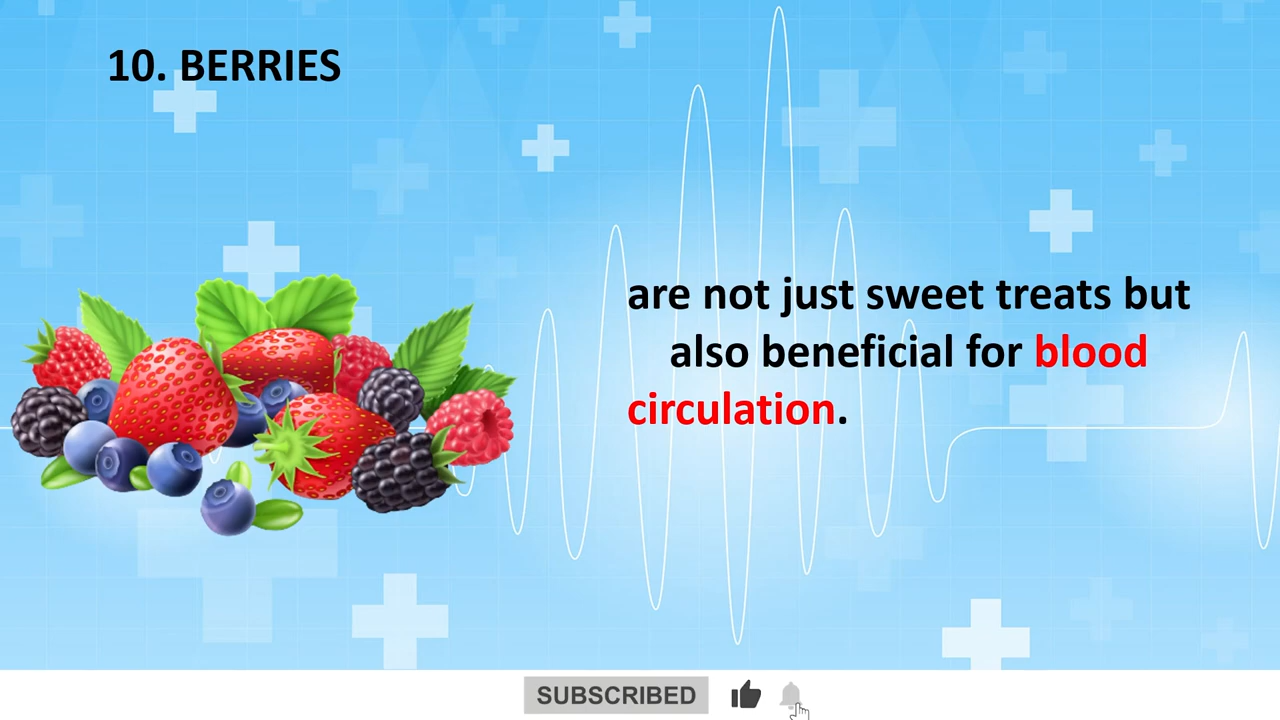 10. BERRIES
are not just sweet treats but
also beneficial for blood
circulation.
SUBSCRIBED